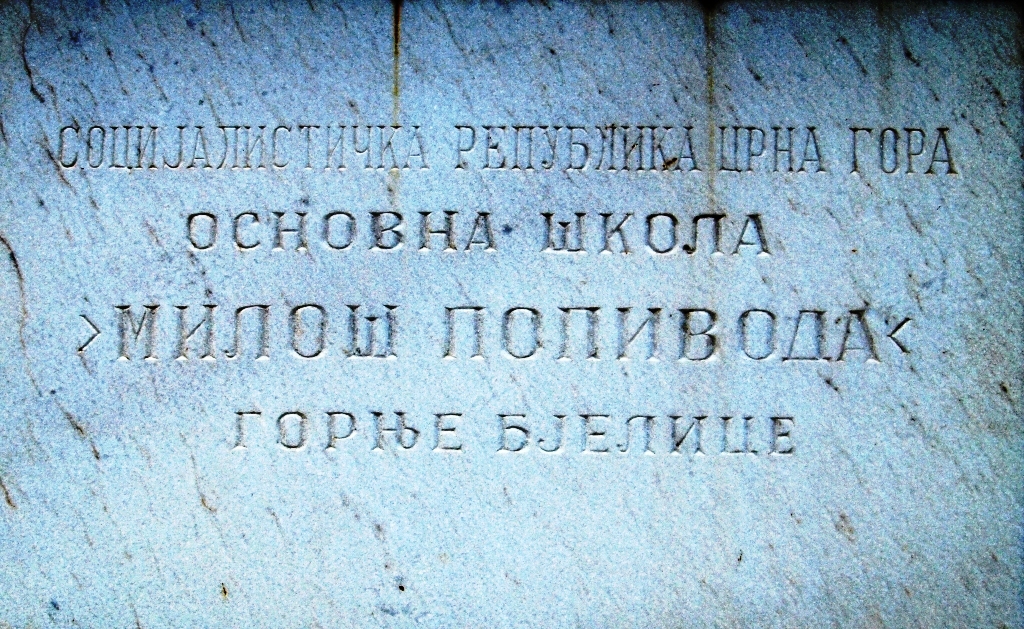 СОЦИЈАЛИСТИЧКА РЕПУБЛИКА ЦРНА ГОРА
ОСНОВНА ШКОЛА
>МИЛОШ ПОПИВОДА<
ГОРЊЕ БЈЕЛИЦЕ